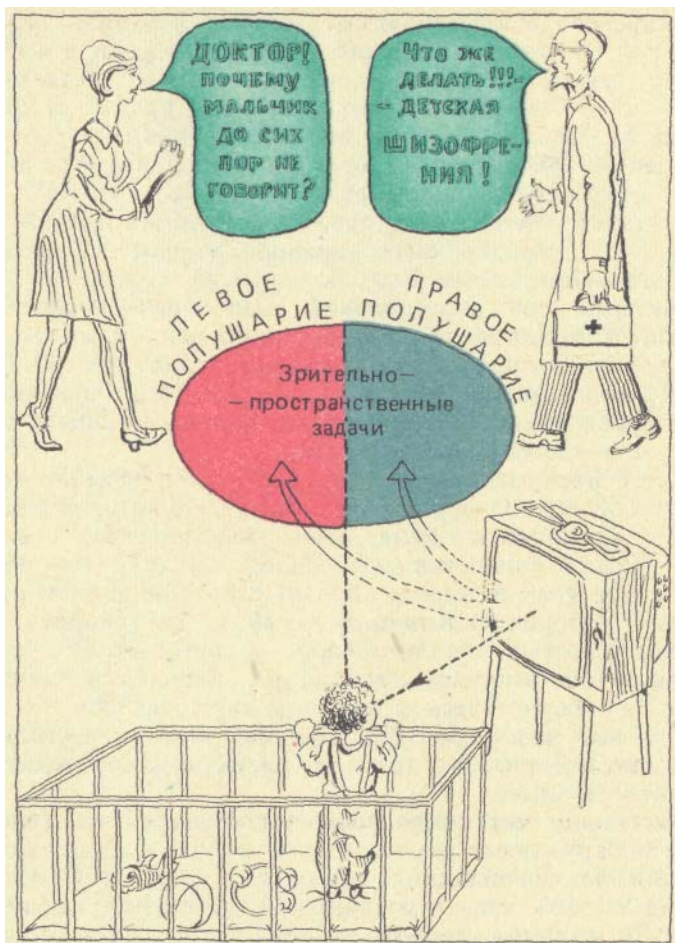 ДОКТОР!
ПОЧЕМУ
МАЛЬЧИК
ДО СИХ
ПОР НЕ
ГОВОРИТ?
ЧТО ЖЕ
ДЕЛАТЬ!!!–
– ДЕТСКАЯ
ШИЗОФРЕ-
НИЯ!
ЛЕВОЕ
ПОЛУШАРИЕ
ПРАВОЕ
ПОЛУШАРИЕ
Зрительно—
—пространственные
задачи